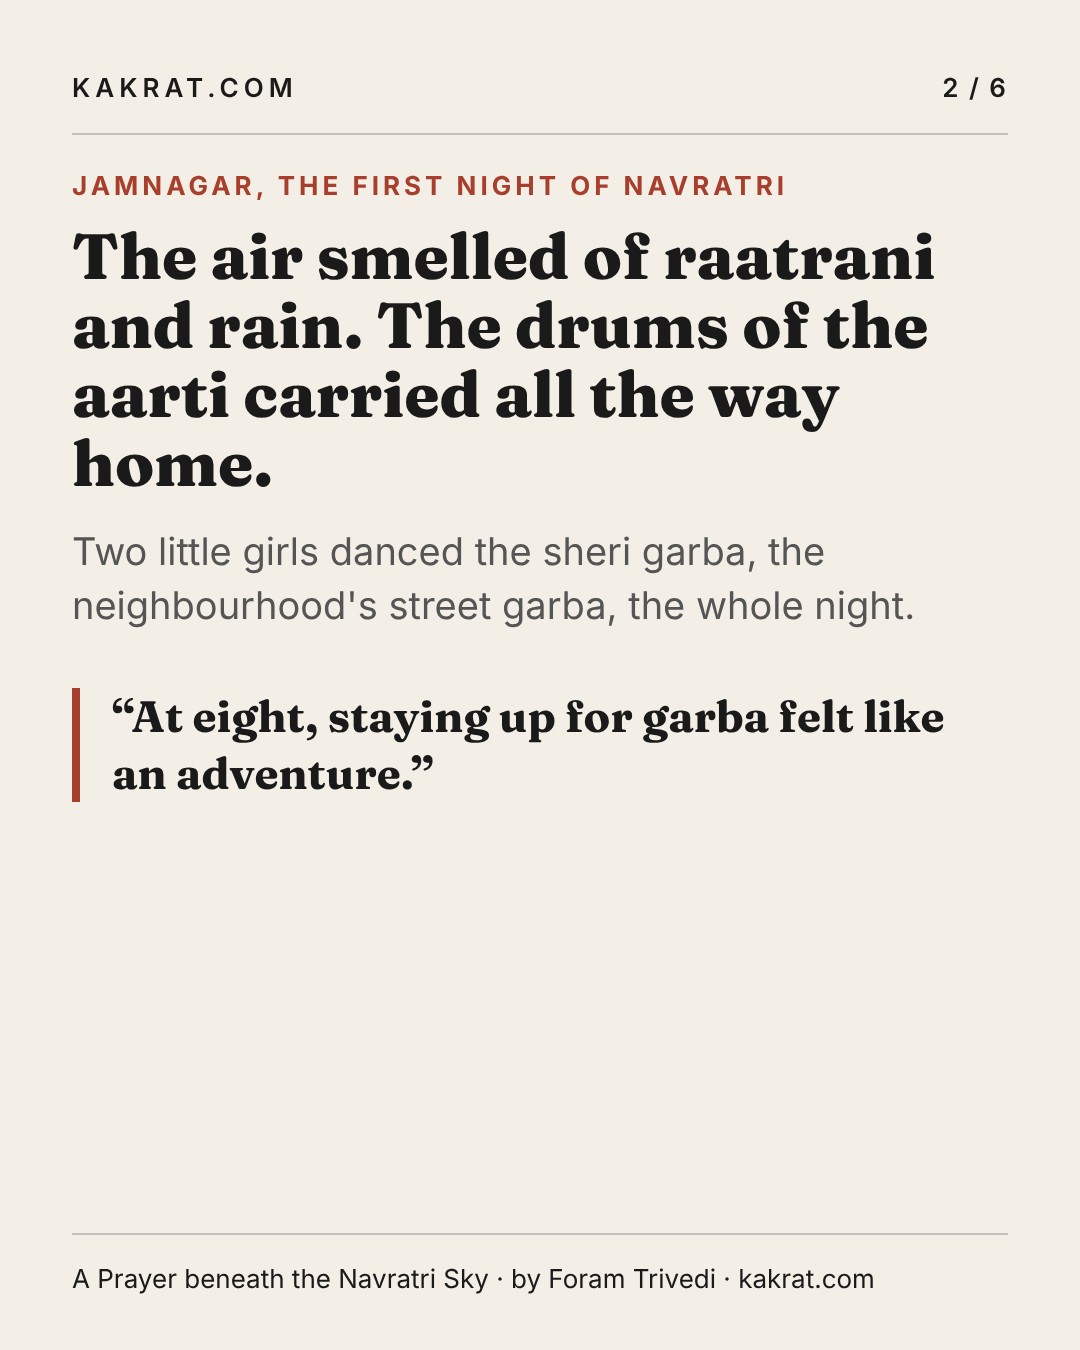 KAKRAT.COM
2 / 6
JAMNAGAR, THE FIRST NIGHT OF NAVRATRI
The air smelled of raatrani
and rain. The drums of the
aarti carried all the way
home.
Two little girls danced the sheri garba, the
neighbourhood's street garba, the whole night.
“At eight, staying up for garba felt like
an adventure.”
A Prayer beneath the Navratri Sky · by Foram Trivedi · kakrat.com